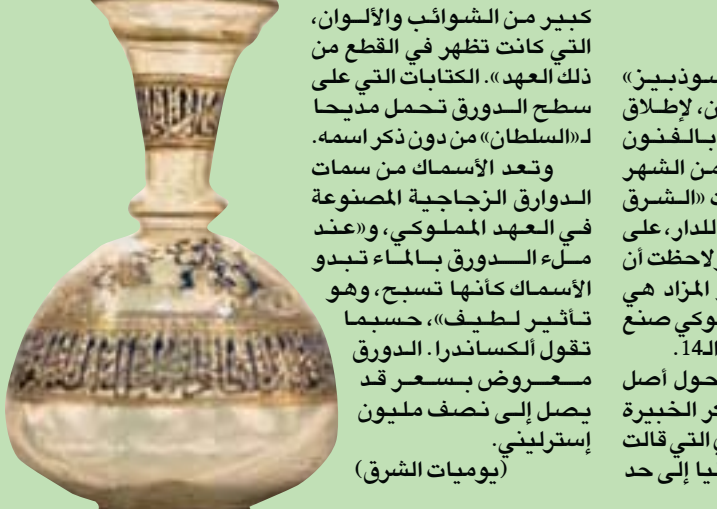 سوذبيز»
ن، لإطلاق
بالفنون
من الشهر
ت «الشرق
للدار، على
ولاحظت أن
المزاد هي
وكي صنع
الـ14.
حول أصل
كر الخبيرة
ي التي قالت
يا إلى حد
كبير من الشوائب والألوان،
التي كانت تظهر في القطع من
ذلك العهد». الكتابات التي على
سطح الدورق تحمل مديحا
لـ«السلطان» من دون ذكر اسمه.
وتعد الأسماك من سمات
الدوارق الزجاجية المصنوعة
في العهد المملوكي، و«عند
ملء الدورق بالماء تبدو
الأسماك كأنها تسبح، وهو
تأثير لطيف»، حسبما
تقول ألكساندرا. الدورق
معروض بسعر قد
يصل إلى نصف مليون
إسترليني.
(يوميات الشرق)